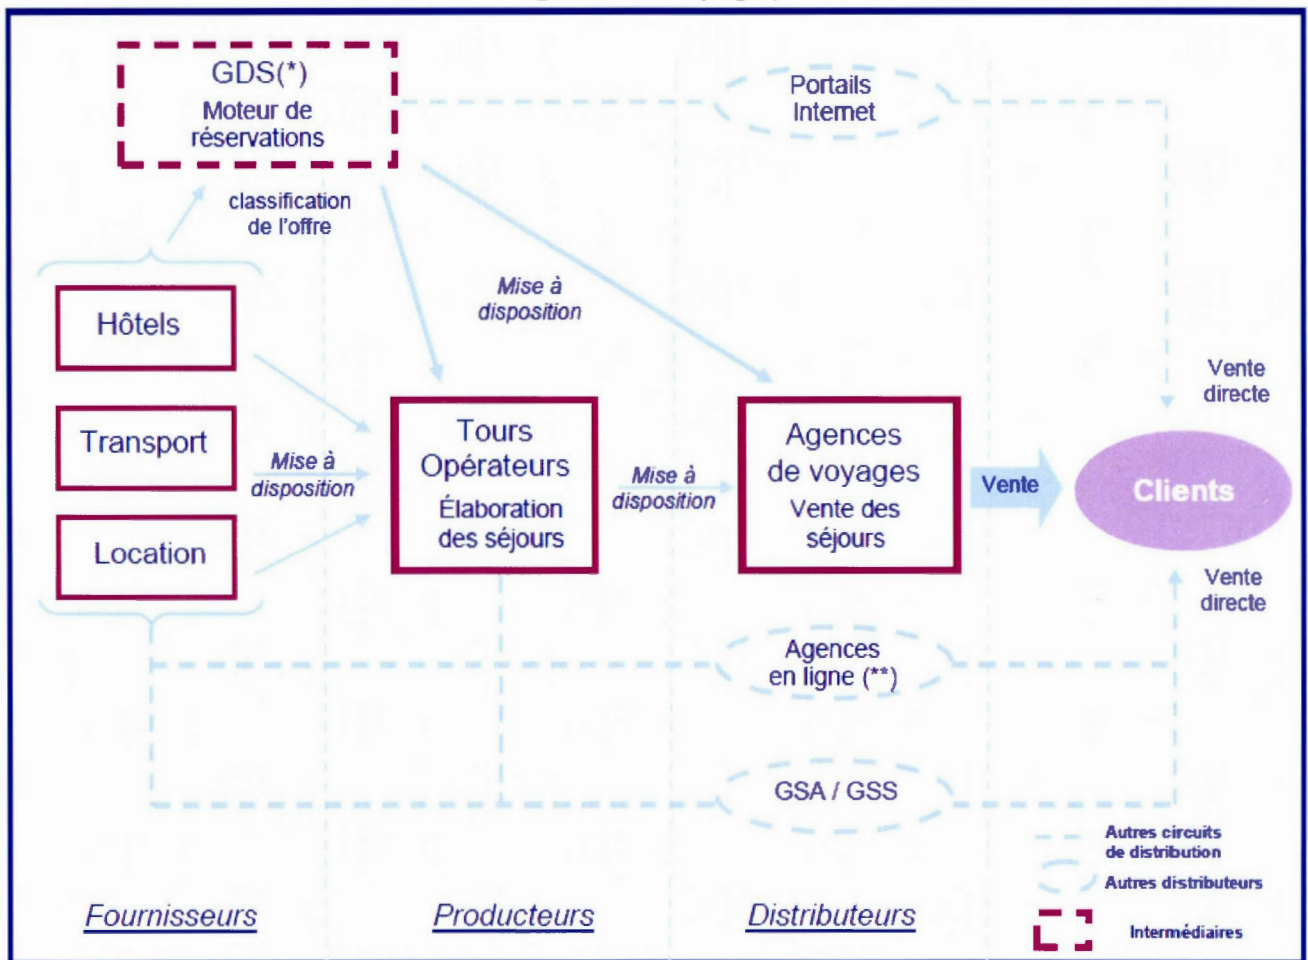 GDS(*)
Moteur de
réservations
Portails
Internet
classification
de l'offre
Hôtels
Mise à
disposition
Vente
directe
Transport
Mise à
disposition
Tours
Opérateurs
Élaboration
des séjours
Mise à
disposition
Agences
de voyages
Vente des
séjours
Vente
Clients
Location
Vente
directe
Agences
en ligne (**)
GSA / GSS
Autres circuits
de distribution
Autres distributeurs
Intermédiaires
Fournisseurs
Producteurs
Distributeurs